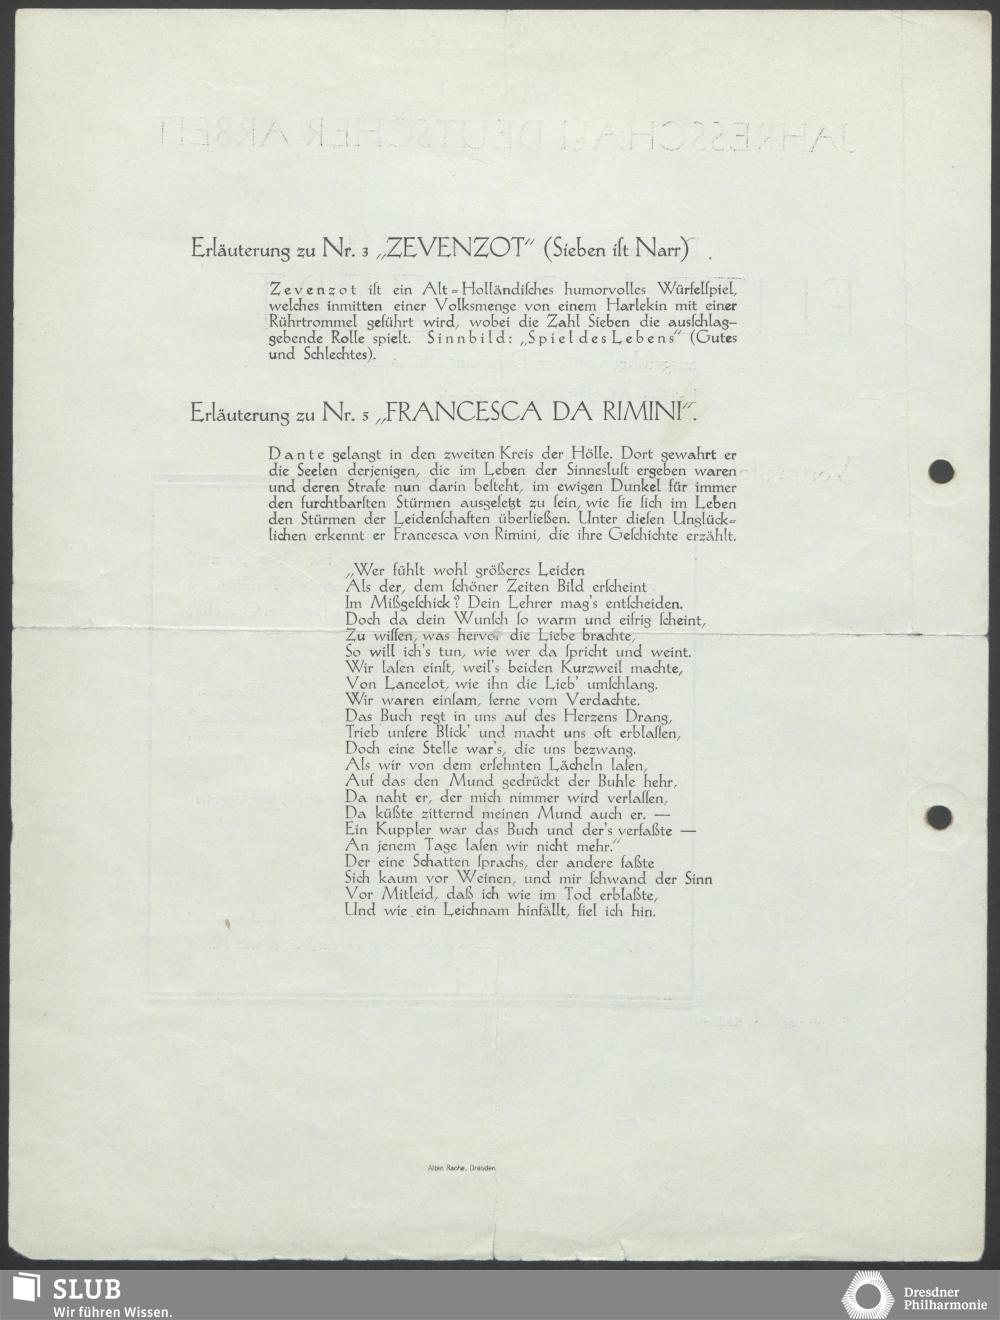 JAHRESSCHAU DEUTSCHER ARBEIT
Erläuterung zu Nr. 3 „ZEVENZOT“ (Sieben iſt Narr)
Zevenzot iſt ein Alt=Holländiſches humorvolles Würfelſpiel,
welches inmitten einer Volksmenge von einem Harlekin mit einer
Rührtrommel geführt wird, wobei die Zahl Sieben die ausſchlag-
gebende Rolle spielt. Sinnbild: „Spiel des Lebens“ (Gutes
und Schlechtes).
Erläuterung zu Nr. 5 „FRANCESCA DA RIMINI“.
Dante gelangt in den zweiten Kreis der Hölle. Dort gewahrt er
die Seelen derjenigen, die im Leben der Sinnesluſt ergeben waren
und deren Strafe nun darin beſteht, im ewigen Dunkel für immer
den furchtbarſten Stürmen ausgeſetzt zu ſein, wie ſie ſich im Leben
den Stürmen der Leidenſchaften überließen. Unter dieſen Unglück=
lichen erkennt er Francesca von Rimini, die ihre Geſchichte erzählt.
„Wer fühlt wohl größeres Leiden
Als der, dem ſchöner Zeiten Bild erſcheint
Im Mißgeſchick? Dein Lehrer mag's entſcheiden.
Doch da dein Wunſch ſo warm und eifrig ſcheint,
Zu wiſſen, was hervor die Liebe brachte,
So will ich's tun, wie wer da ſpricht und weint.
Wir laſen einſt, weil's beiden Kurzweil machte,
Von Lancelot, wie ihn die Lieb' umſchlang.
Wir waren einſam, ferne vom Verdachte.
Das Buch regt in uns auf des Herzens Drang,
Trieb unſere Blick' und macht uns oft erblaſſen,
Doch eine Stelle war's, die uns bezwang.
Als wir von dem erſehnten Lächeln laſen,
Auf das den Mund gedrückt der Buhle hehr,
Da naht er, der mich nimmer wird verlaſſen,
Da küßte zitternd meinen Mund auch er. —
Ein Kuppler war das Buch und der's verfaßte —
An jenem Tage laſen wir nicht mehr.“
Der eine Schatten ſprachs, der andere faßte
Sich kaum vor Weinen, und mir ſchwand der Sinn
Vor Mitleid, daß ich wie im Tod erblaßte,
Und wie ein Leichnam hinfällt, fiel ich hin.
Albin Rache, Dresden.
SLUB
Wir führen Wissen.
Dresdner
Philharmonie